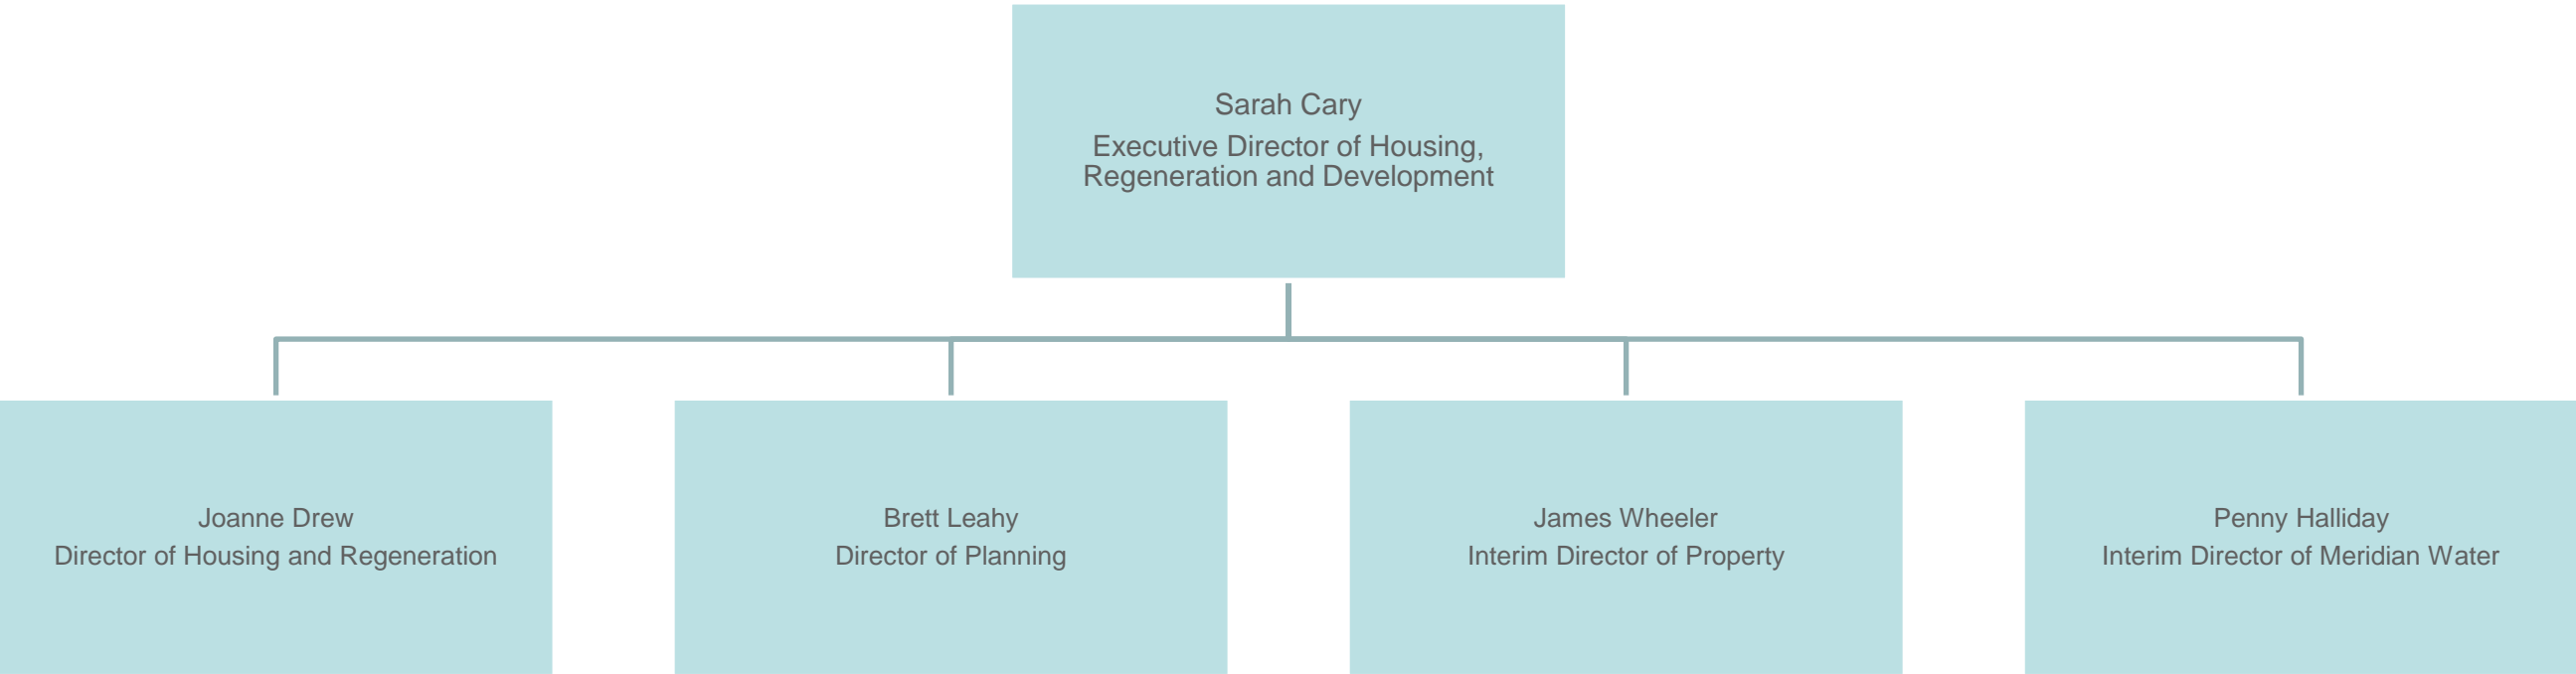 Sarah Cary
Executive Director of Housing,
Regeneration and Development
Joanne Drew
Director of Housing and Regeneration
Brett Leahy
Director of Planning
James Wheeler
Interim Director of Property
Penny Halliday
Interim Director of Meridian Water